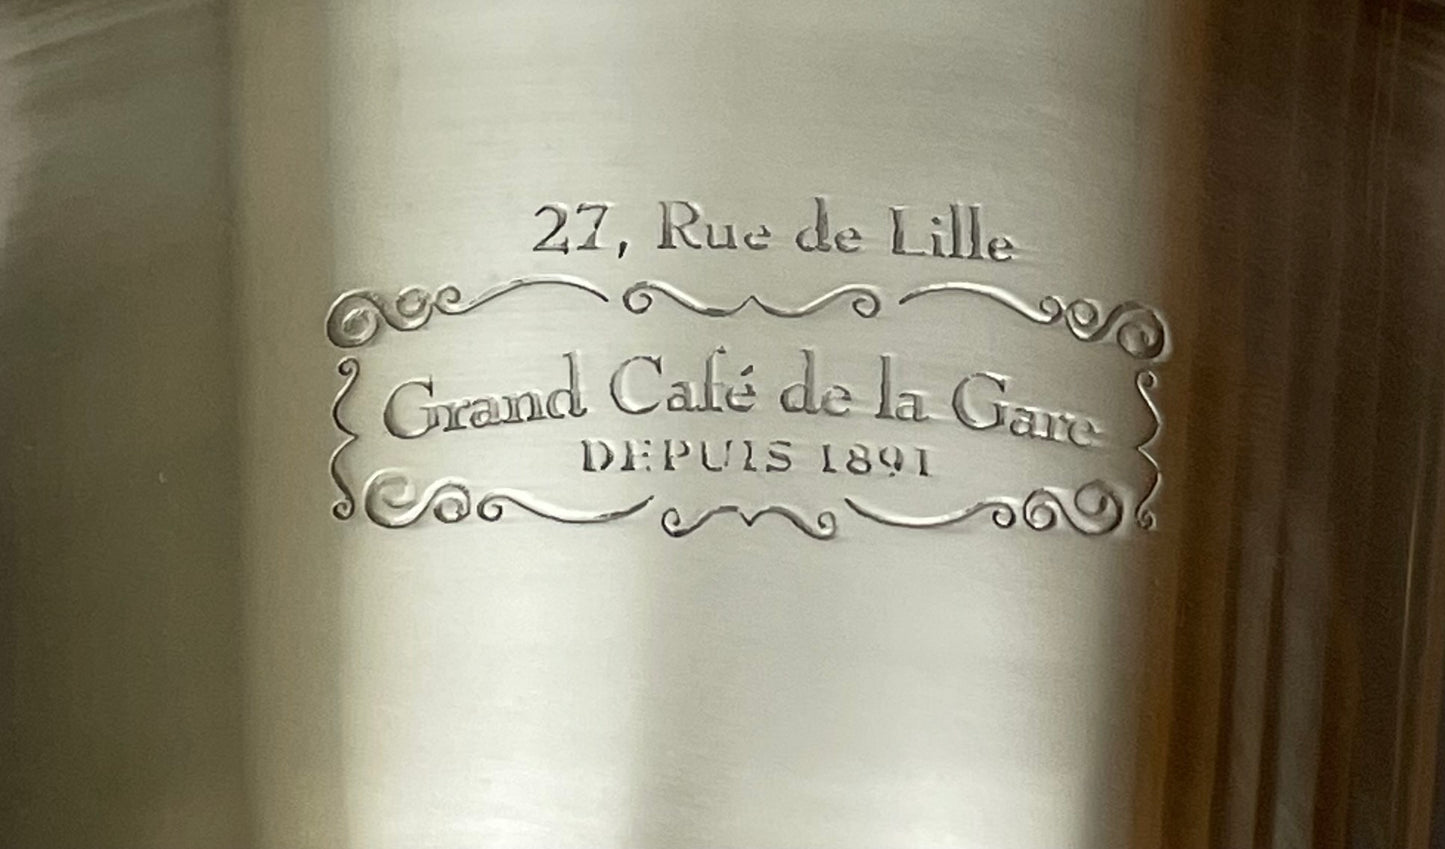 27, Rue de Lille
Grand Café de la Gare
DEPUIS 1891